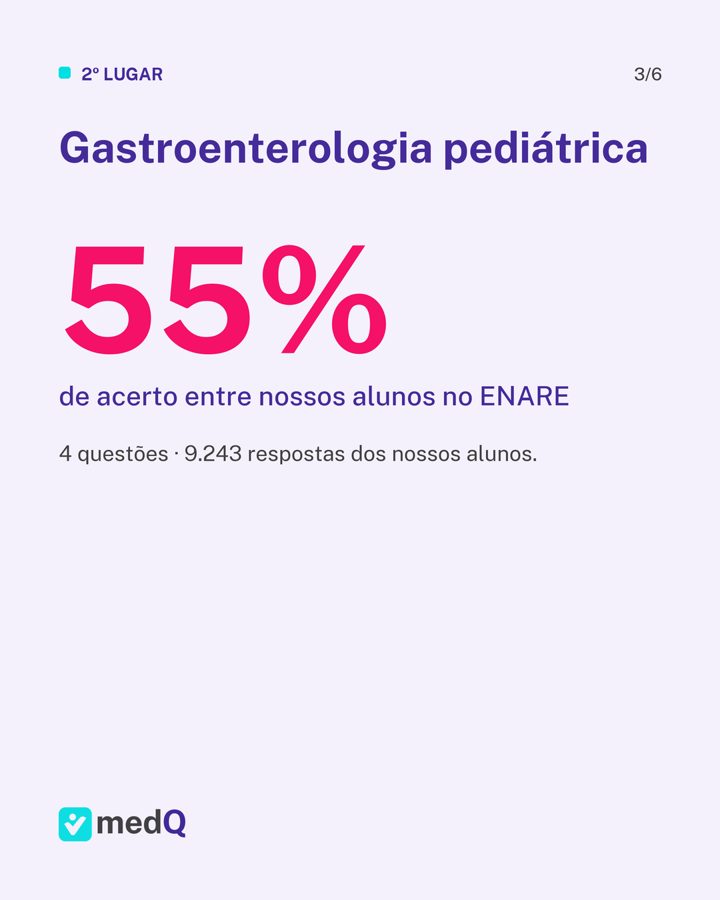 2º LUGAR
3/6
Gastroenterologia pediátrica
55%
de acerto entre nossos alunos no ENARE
4 questões · 9.243 respostas dos nossos alunos.
medQ